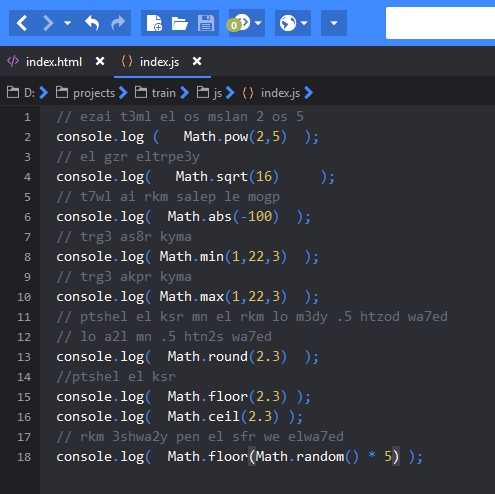 0
index.html
index.js
D: projects train js index.js
1 // ezai t3ml el os mslan 2 os 5
2 console.log (   Math.pow(2,5)  );
3 // el gzr eltrpe3y
4 console.log(   Math.sqrt(16)     );
5 // t7wl ai rkm salep le mogp
6 console.log(  Math.abs(-100)  );
7 // trg3 as8r kyma
8 console.log( Math.min(1,22,3)  );
9 // trg3 akpr kyma
10 console.log( Math.max(1,22,3)  );
11 // ptshel el ksr mn el rkm lo m3dy .5 htzod wa7ed
12 // lo a2l mn .5 htn2s wa7ed
13 console.log(  Math.round(2.3)  );
14 //ptshel el ksr
15 console.log(  Math.floor(2.3) );
16 console.log(  Math.ceil(2.3) );
17 // rkm 3shwa2y pen el sfr we elwa7ed
18 console.log(  Math.floor(Math.random() * 5) );